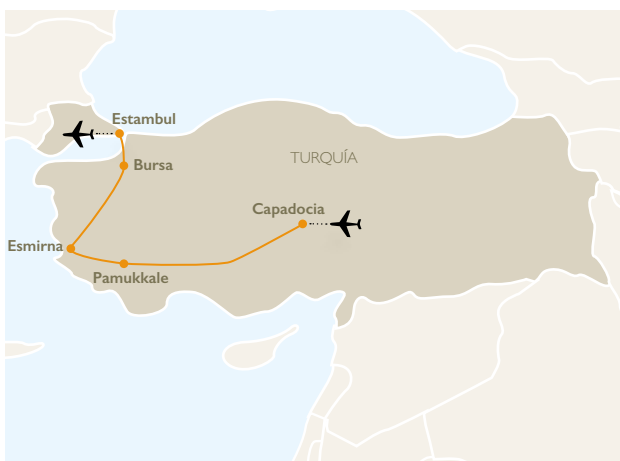 Estambul
Bursa
TURQUÍA
Capadocia
Esmirna
Pamukkale